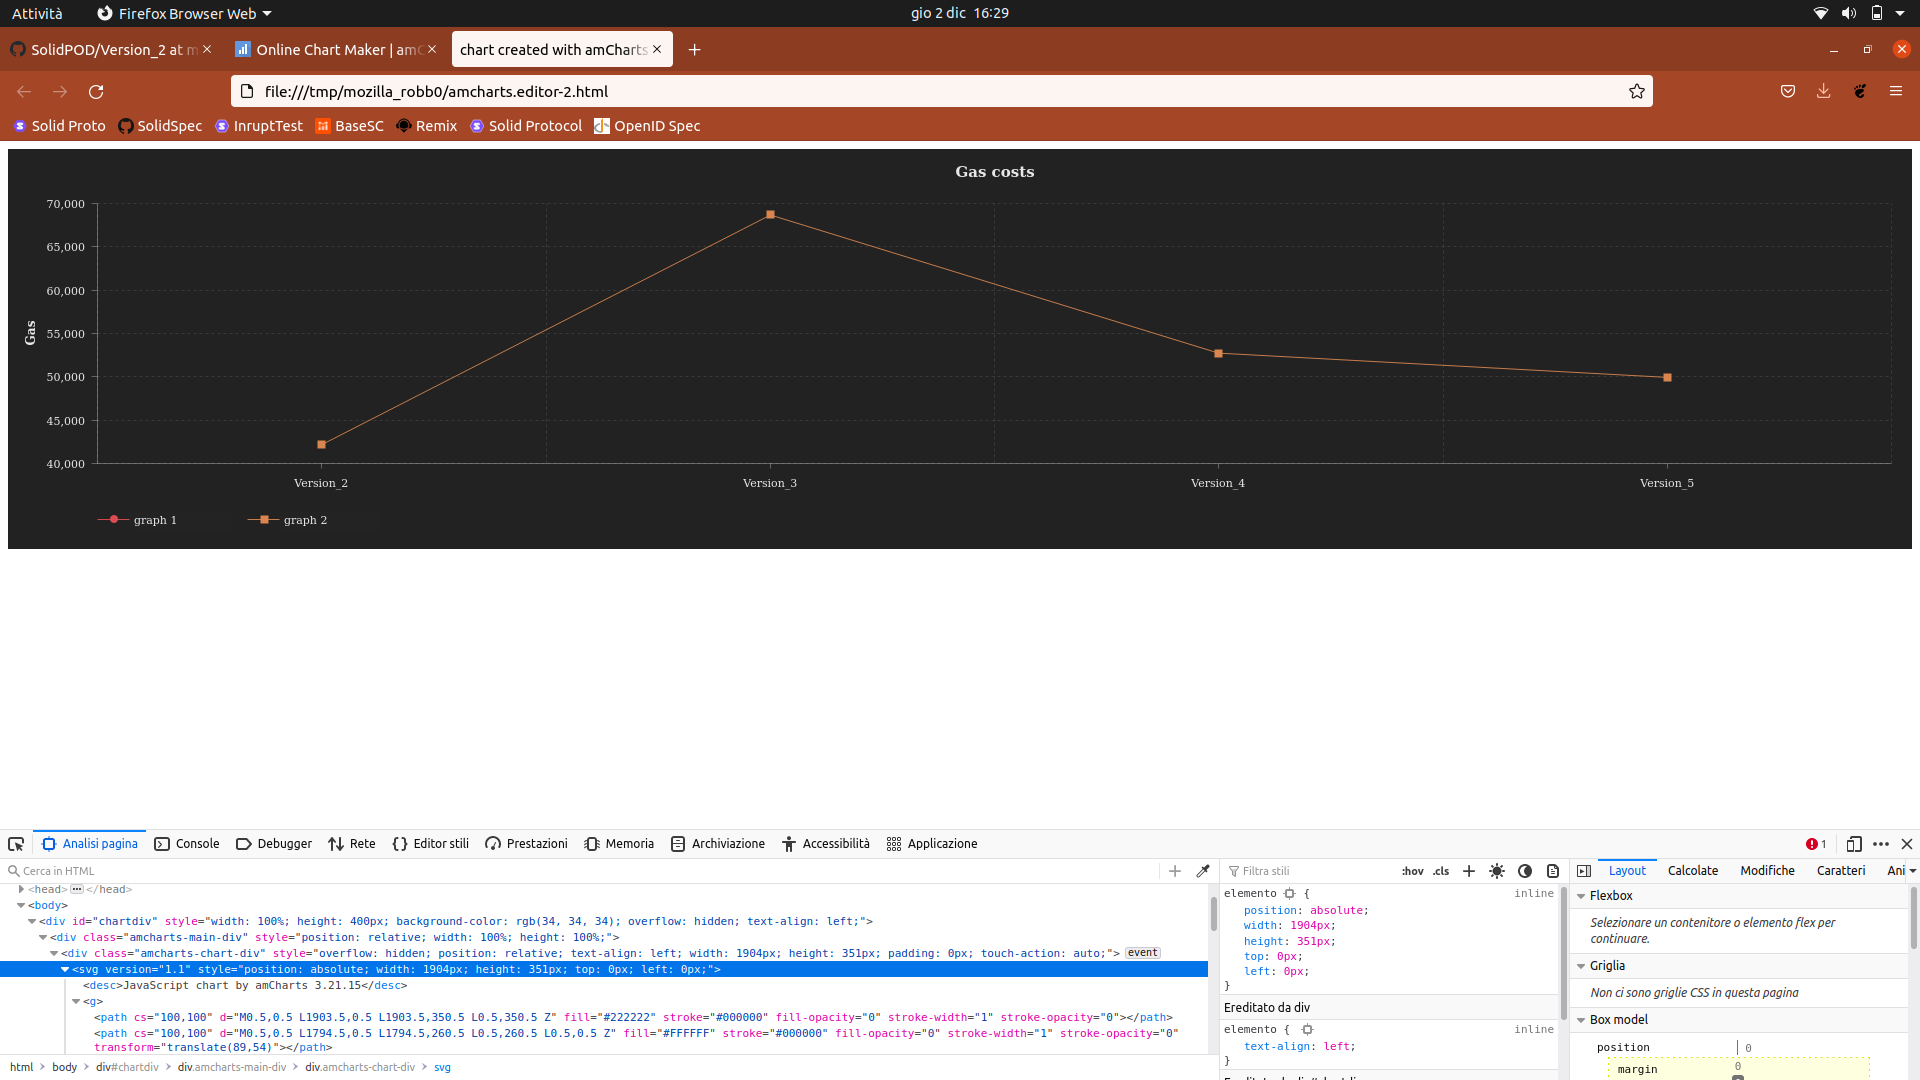 Attività
Firefox Browser Web
gio 2 dic 16:29
SolidPOD/Version_2 at m
Online Chart Maker | amC
chart created with amCharts
file:///tmp/mozilla_robb0/amcharts.editor-2.html
Solid Proto SolidSpec InruptTest BaseSC Remix Solid Protocol OpenID Spec
Gas costs
70,000
65,000
60,000
55,000
50,000
45,000
40,000
Gas
Version_2 Version_3 Version_4 Version_5
graph 1 graph 2
Analisi pagina Console Debugger Rete Editor stili Prestazioni Memoria Archiviazione Accessibilità Applicazione 1
Cerca in HTML
<head> </head>
<body>
<div id="chartdiv" style="width: 100%; height: 400px; background-color: rgb(34, 34, 34); overflow: hidden; text-align: left;">
<div class="amcharts-main-div" style="position: relative; width: 100%; height: 100%;">
<div class="amcharts-chart-div" style="overflow: hidden; position: relative; text-align: left; width: 1904px; height: 351px; padding: 0px; touch-action: auto;"> event
<svg version="1.1" style="position: absolute; width: 1904px; height: 351px; top: 0px; left: 0px;">
<desc>JavaScript chart by amCharts 3.21.15</desc>
<g>
<path cs="100,100" d="M0.5,0.5 L1903.5,0.5 L1903.5,350.5 L0.5,350.5 Z" fill="#222222" stroke="#000000" fill-opacity="0" stroke-width="1" stroke-opacity="0"></path>
<path cs="100,100" d="M0.5,0.5 L1794.5,0.5 L1794.5,260.5 L0.5,260.5 L0.5,0.5 Z" fill="#FFFFFF" stroke="#000000" fill-opacity="0" stroke-width="1" stroke-opacity="0"
transform="translate(89,54)"></path>
html body div#chartdiv div.amcharts-main-div div.amcharts-chart-div svg
Filtra stili :hov .cls
elemento { inline
position: absolute;
width: 1904px;
height: 351px;
top: 0px;
left: 0px;
}
Ereditato da div
elemento { inline
text-align: left;
}
Layout Calcolate Modifiche Caratteri Ani
Flexbox
Selezionare un contenitore o elemento flex per
continuare.
Griglia
Non ci sono griglie CSS in questa pagina
Box model
position 0
margin 0